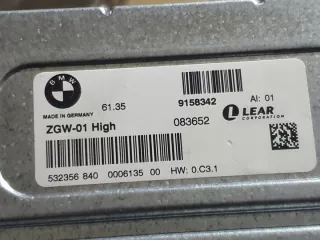 BMW
MADE IN GERMANY
61.35
9158342
AI: 01
ZGW-01 High
083652
LEAR
CORPORATION
532356 840 0006135 00 HW: 0.C3.1